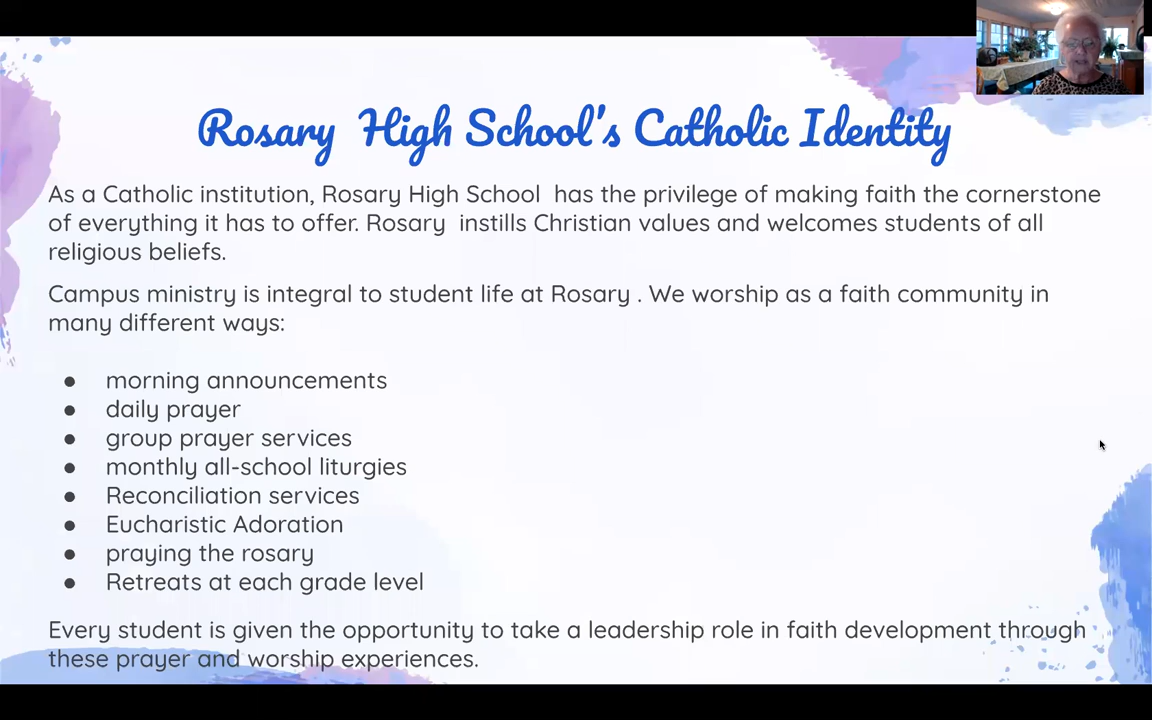 Rosary High School's Catholic Identity
As a Catholic institution, Rosary High School has the privilege of making faith the cornerstone
of everything it has to offer. Rosary instills Christian values and welcomes students of all
religious beliefs.
Campus ministry is integral to student life at Rosary . We worship as a faith community in
many different ways:
● morning announcements
● daily prayer
● group prayer services
● monthly all-school liturgies
● Reconciliation services
● Eucharistic Adoration
● praying the rosary
● Retreats at each grade level
Every student is given the opportunity to take a leadership role in faith development through
these prayer and worship experiences.